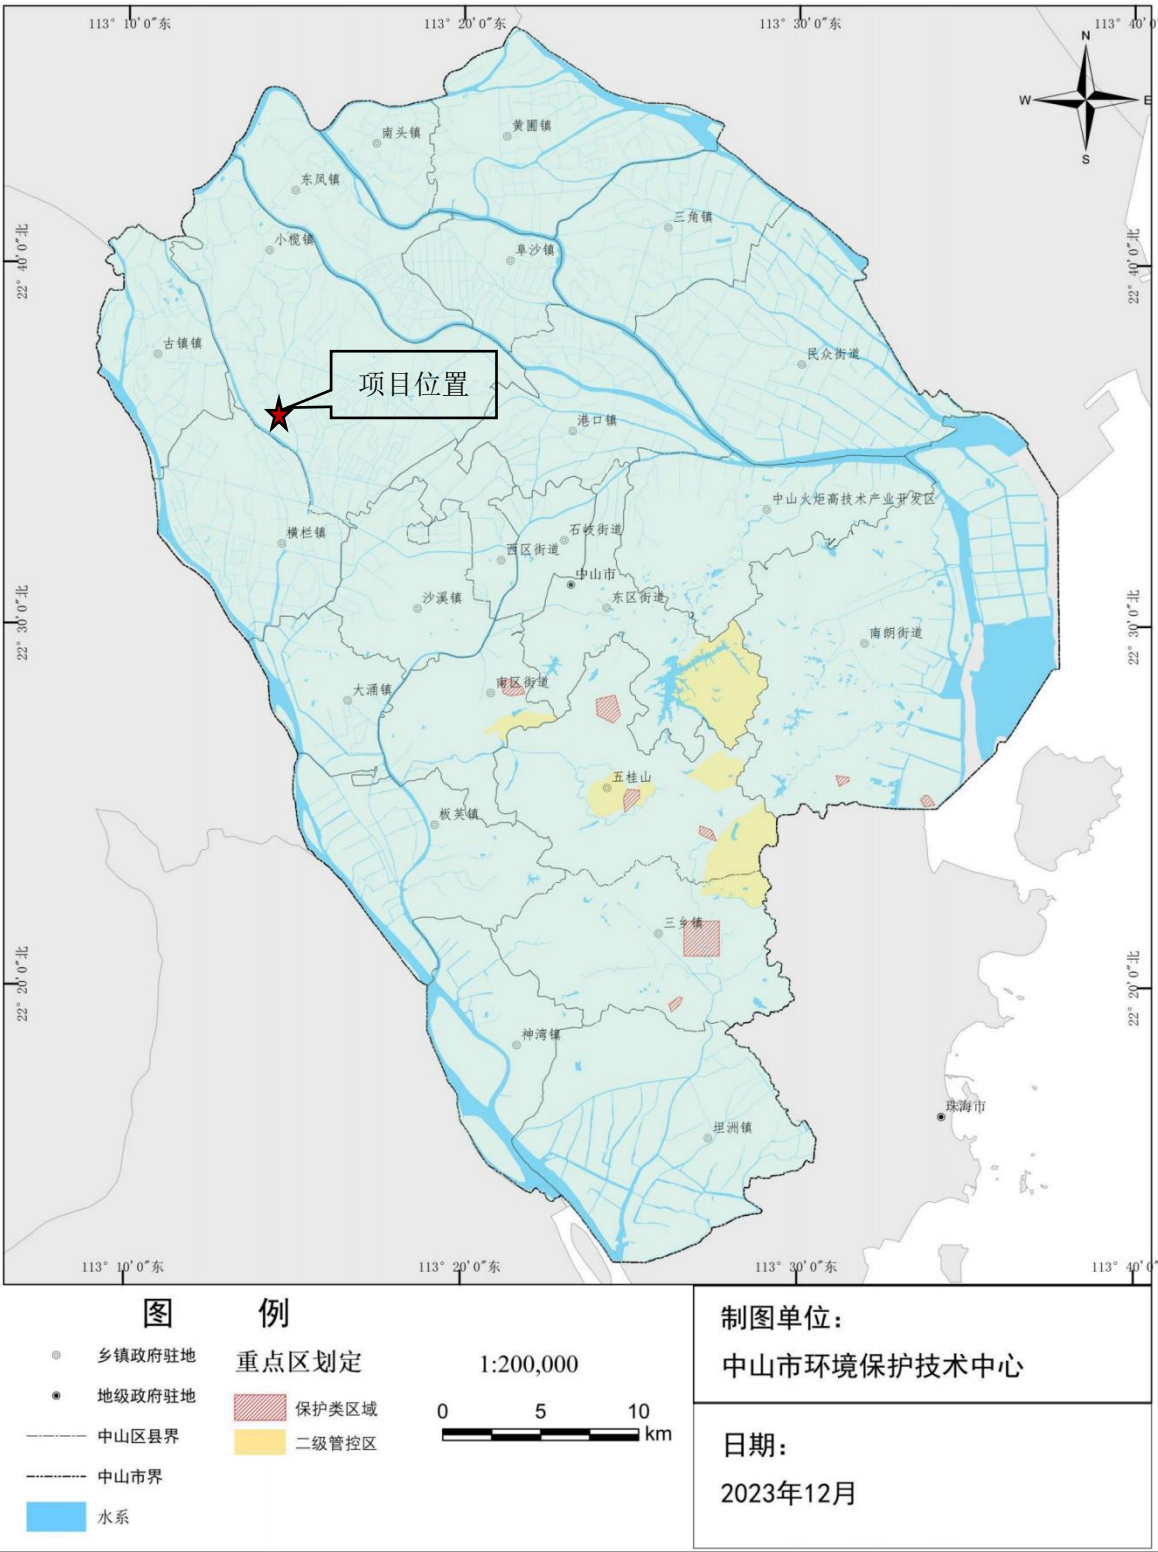 113° 10′ 0″东
113° 20′ 0″东
113° 30′ 0″东
113° 40′ 0″
N
W
E
S
南头镇
黄圃镇
东凤镇
三角镇
小榄镇
阜沙镇
22° 40′ 0″北
22° 40′ 0″北
古镇镇
民众街道
项目位置
港口镇
中山火炬高技术产业开发区
横栏镇
石岐街道
西区街道
中山市
沙溪镇
东区街道
22° 30′ 0″北
22° 30′ 0″北
南朗街道
大涌镇
南区街道
五桂山
板芙镇
三乡镇
22° 20′ 0″北
22° 20′ 0″北
神湾镇
珠海市
坦洲镇
113° 10′ 0″东
113° 20′ 0″东
113° 30′ 0″东
113° 40′ 0″
图 例
乡镇政府驻地
地级政府驻地
中山区县界
中山市界
水系
重点区划定
保护类区域
二级管控区
1:200,000
0 5 10
km
制图单位：
中山市环境保护技术中心
日期：
2023年12月